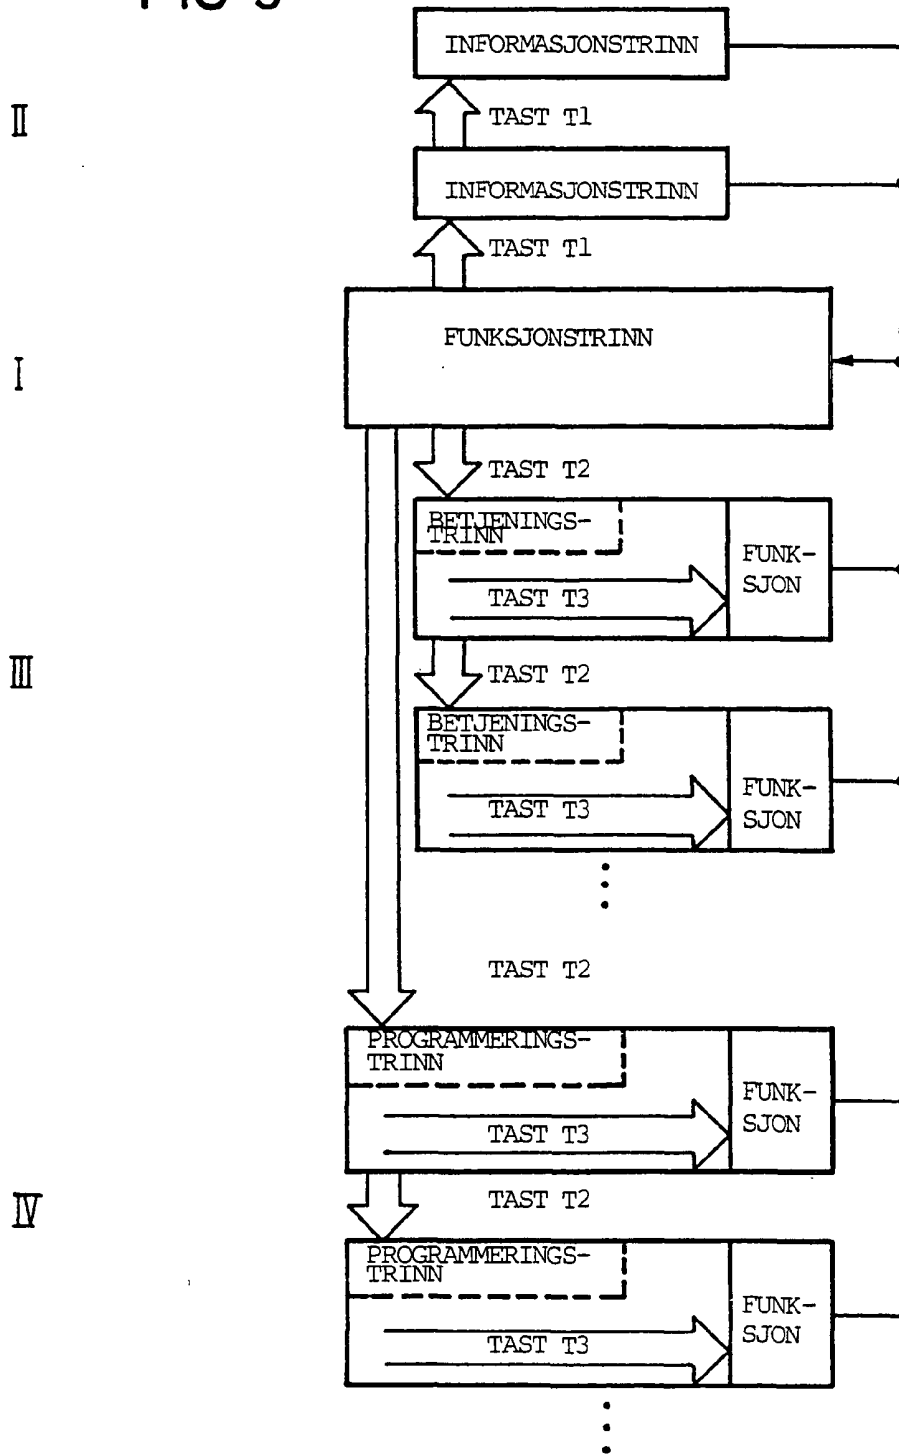 INFORMASJONSTRINN
II
TAST T1
INFORMASJONSTRINN
TAST T1
FUNKSJONSTRINN
I
TAST T2
BETJENINGS-
TRINN
FUNK-
SJON
TAST T3
III
TAST T2
BETJENINGS-
TRINN
FUNK-
SJON
TAST T3
TAST T2
PROGRAMMERINGS-
TRINN
FUNK-
SJON
TAST T3
IV
TAST T2
PROGRAMMERINGS-
TRINN
FUNK-
SJON
TAST T3